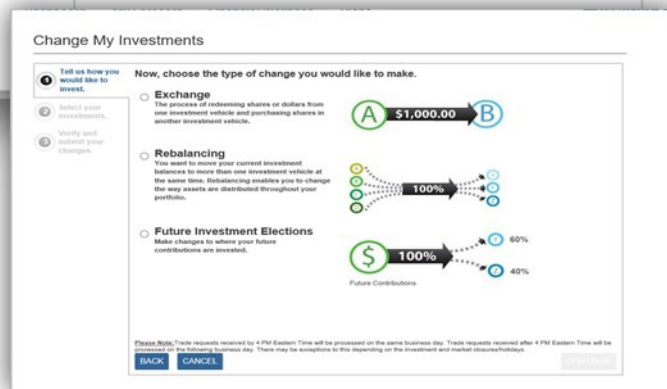 Change My Investments
1 Tell us how you
would like to
invest.
2 Select your
investments.
3 Verify and
submit your
changes.
Now, choose the type of change you would like to make.
Exchange
The process of redeeming shares or dollars from
one investment vehicle and purchasing shares in
another investment vehicle.
A $1,000.00 B
Rebalancing
You want to move your current investment
balances to more than one investment vehicle at
the same time. Rebalancing enables you to change
the way assets are distributed throughout your
portfolio.
100%
Future Investment Elections
Make changes to where your future
contributions are invested.
$ 100%
60%
40%
Future Contributions
Please Note: Trade requests received by 4 PM Eastern Time will be processed on the same business day. Trade requests received after 4 PM Eastern Time will be
processed on the following business day. There may be exceptions to this depending on the investment and market closures/holidays.
BACK CANCEL CONTINUE